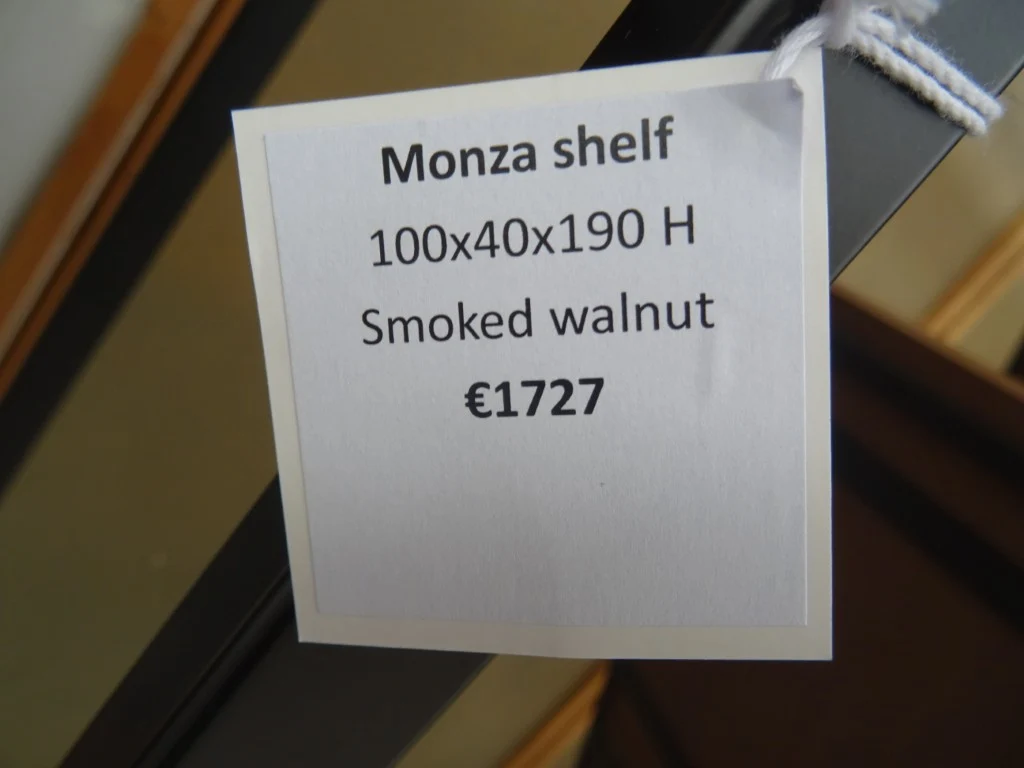 Monza shelf
100x40x190 H
Smoked walnut
€1727